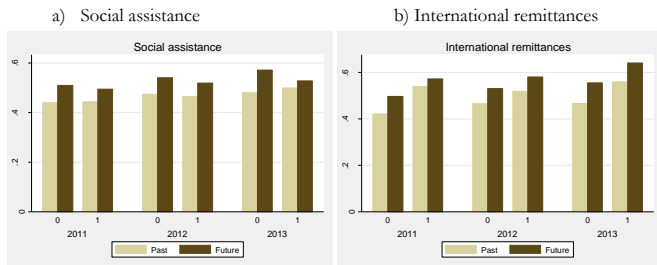 a) Social assistance
b) International remittances
Social assistance
.6
.4
.2
0
0 1 0 1 0 1
2011 2012 2013
Past Future
International remittances
.6
.4
.2
0
0 1 0 1 0 1
2011 2012 2013
Past Future